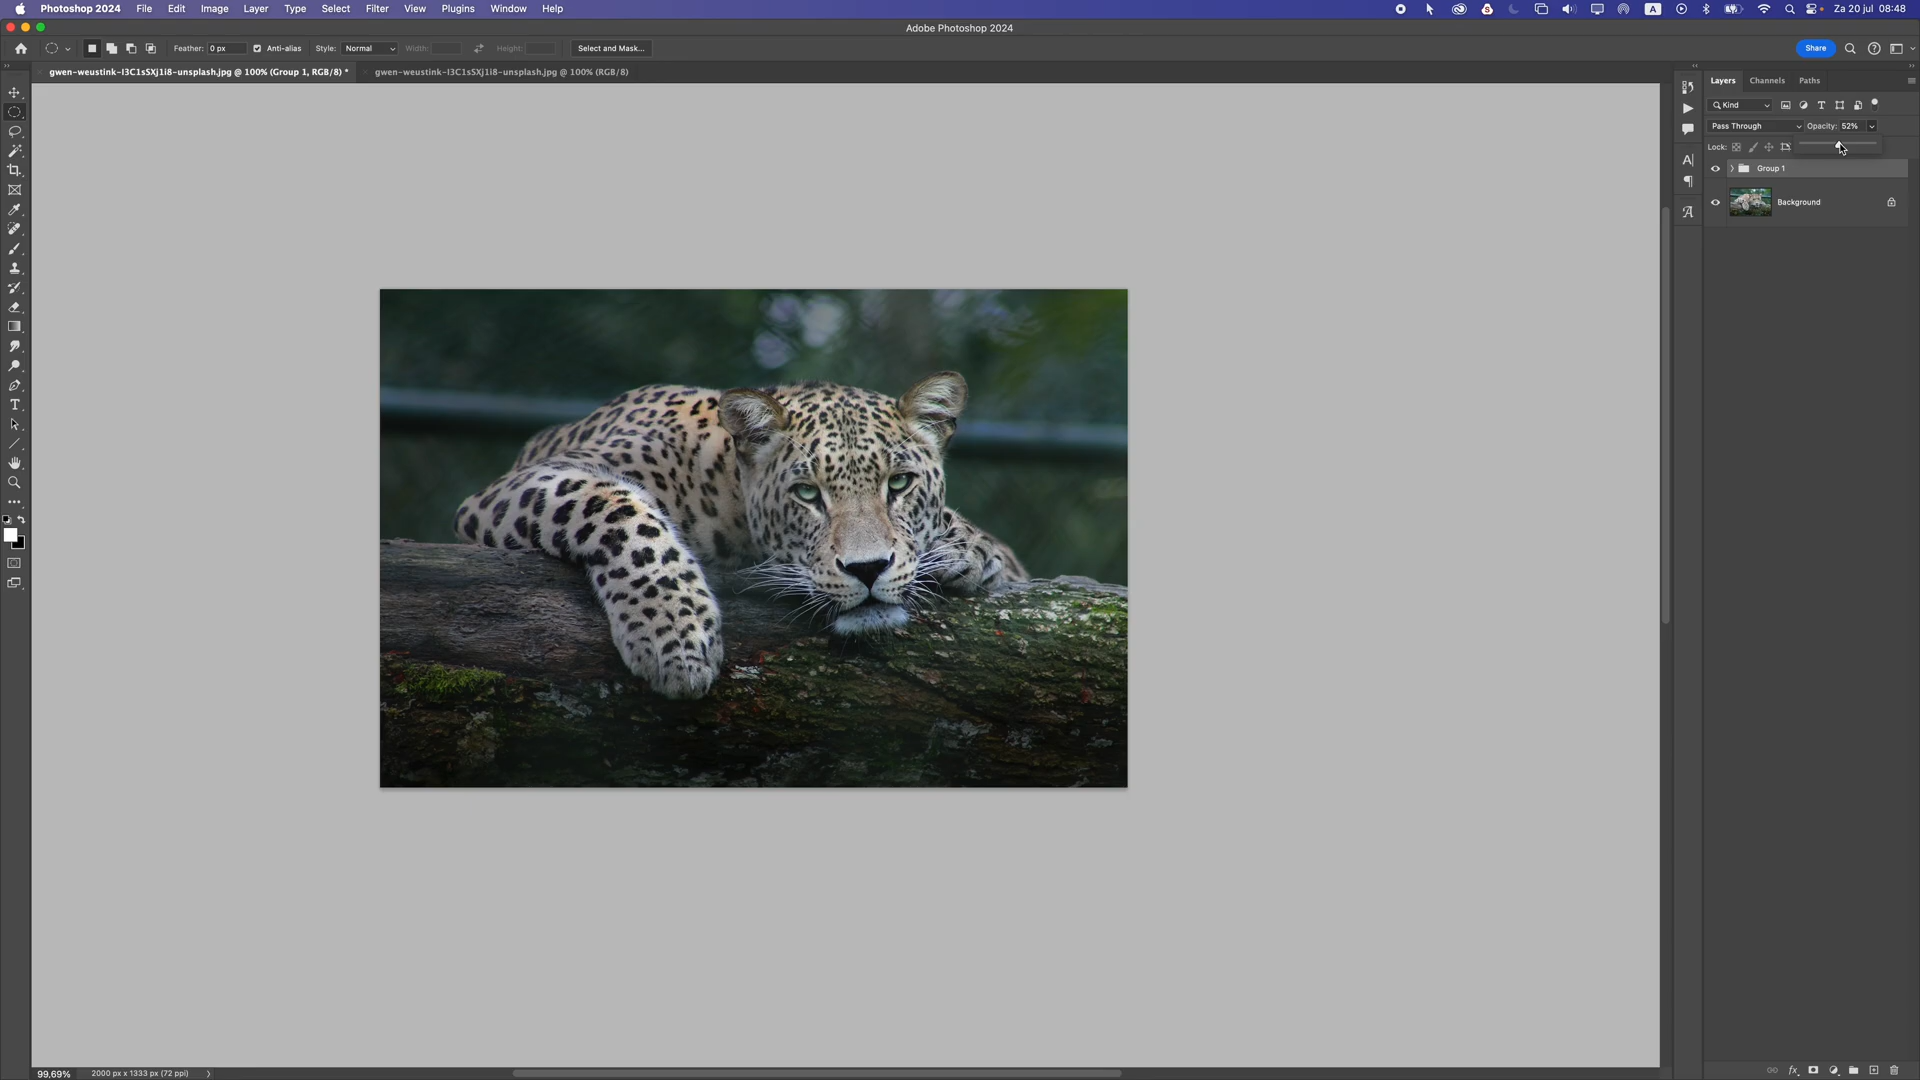 Photoshop 2024 File Edit Image Layer Type Select Filter View Plugins Window Help A Za 20 jul 08:48
Adobe Photoshop 2024
Feather: 0 px Anti-alias Style: Normal Width: Height: Select and Mask... Share
gwen-weustink-I3C1sSXj1i8-unsplash.jpg @ 100% (Group 1, RGB/8) * gwen-weustink-I3C1sSXj1i8-unsplash.jpg @ 100% (RGB/8)
Layers Channels Paths
Kind
Pass Through Opacity: 52%
Lock:
Group 1
Background
99,69% 2000 px x 1333 px (72 ppi)